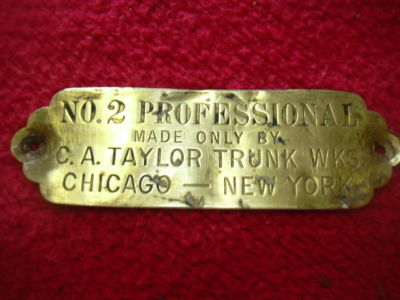 NO. 2 PROFESSIONAL
MADE ONLY BY
C. A. TAYLOR TRUNK WKS.
CHICAGO — NEW YORK